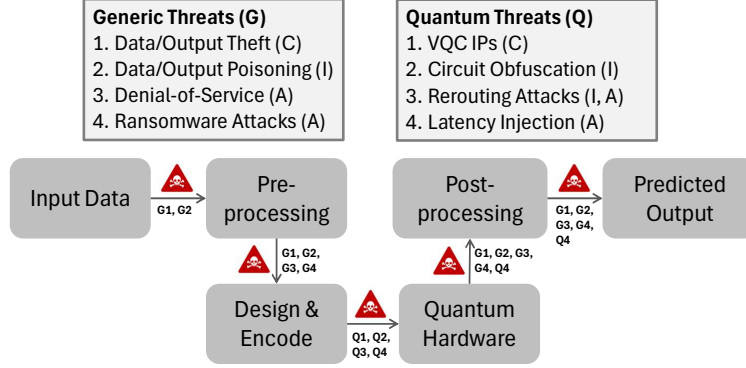 Generic Threats (G)
1. Data/Output Theft (C)
2. Data/Output Poisoning (I)
3. Denial-of-Service (A)
4. Ransomware Attacks (A)
Quantum Threats (Q)
1. VQC IPs (C)
2. Circuit Obfuscation (I)
3. Rerouting Attacks (I, A)
4. Latency Injection (A)
Input Data
G1, G2
Pre-
processing
G1, G2,
G3, G4
Design &
Encode
Q1, Q2,
Q3, Q4
Quantum
Hardware
G1, G2, G3,
G4, Q4
Post-
processing
G1, G2,
G3, G4,
Q4
Predicted
Output